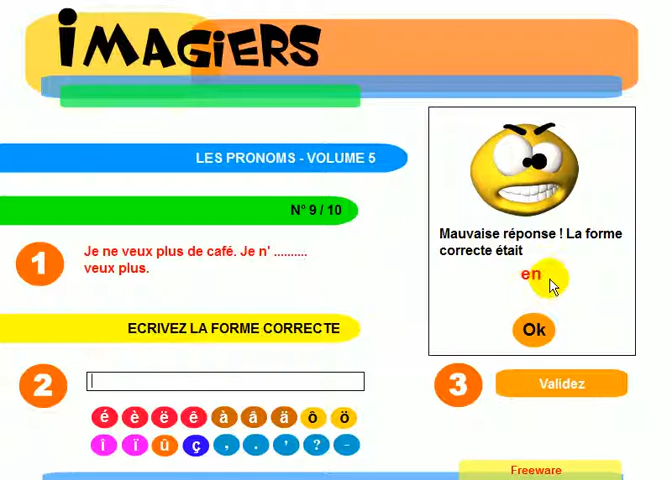 iMAGiERS
LES PRONOMS - VOLUME 5
N° 9 / 10
1
Je ne veux plus de café. Je n' ..........
veux plus.
Mauvaise réponse ! La forme
correcte était
en
Ok
ECRIVEZ LA FORME CORRECTE
2
3
Validez
é è ë ê à â ä ô ö
î ï û ç , . ' ? -
Freeware